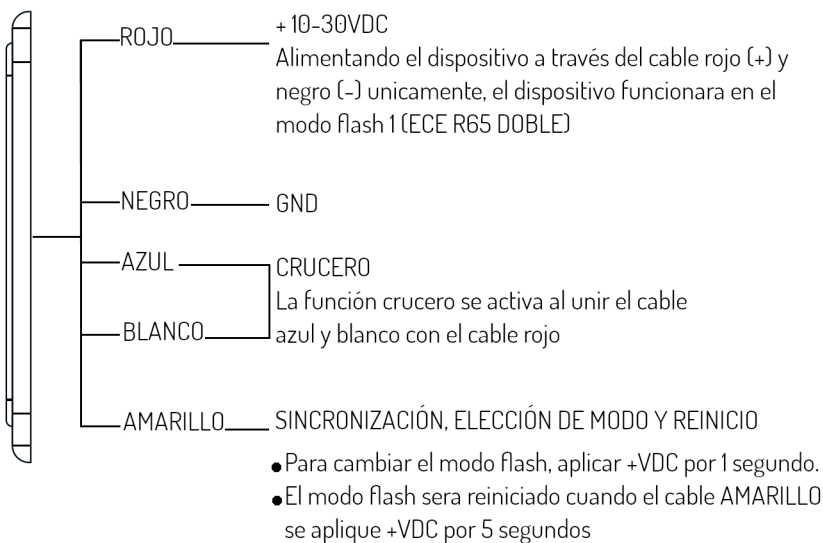 ROJO
+10-30VDC
Alimentando el dispositivo a través del cable rojo (+) y
negro (-) unicamente, el dispositivo funcionara en el
modo flash 1 (ECE R65 DOBLE)
NEGRO
GND
AZUL
BLANCO
CRUCERO
La función crucero se activa al unir el cable
azul y blanco con el cable rojo
AMARILLO
SINCRONIZACIÓN, ELECCIÓN DE MODO Y REINICIO
●Para cambiar el modo flash, aplicar +VDC por 1 segundo.
●El modo flash sera reiniciado cuando el cable AMARILLO
se aplique +VDC por 5 segundos